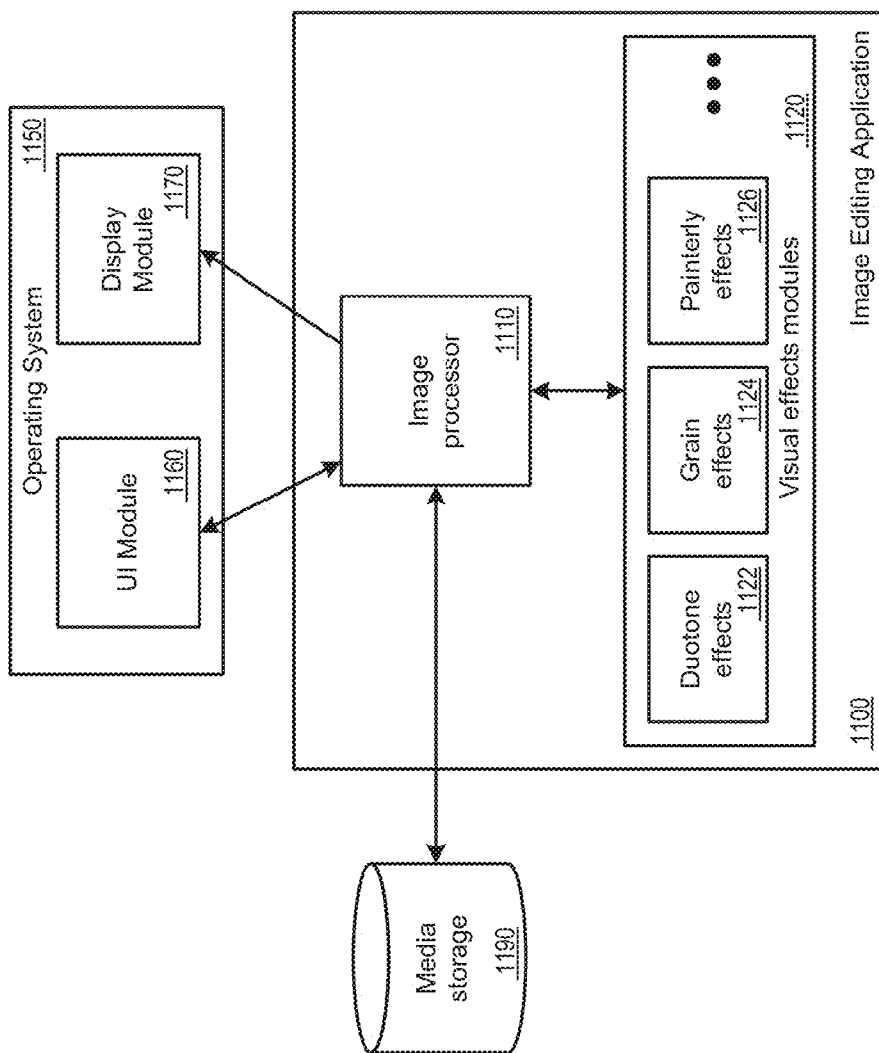 Operating System
1150
UI Module
1160
Display
Module
1170
Media
storage
1190
Image
processor
1110
Duotone
effects
1122
Grain
effects
1124
Painterly
effects
1126
Visual effects modules
1120
1100
Image Editing Application